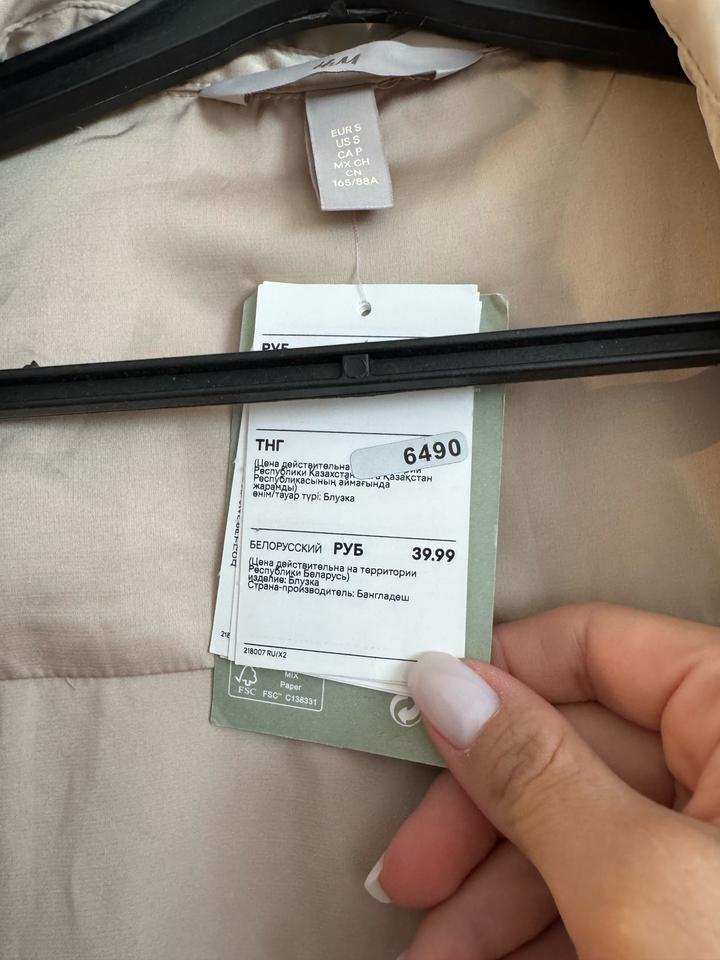 H&M
EUR S
US S
CA P
MX CH
CN
165/88A
РУБ
ТНГ
6490
(Цена действительна
Республики Казахстан Қазақстан
Республикасының аймағында
жарамды)
өнім/тауар түрі: Блузка
БЕЛОРУССКИЙ РУБ 39.99
(Цена действительна на территории
Республики Беларусь)
изделие: Блузка
Страна-производитель: Бангладеш
218007 RU/X2
MIX
Paper
FSC FSC™ C138331